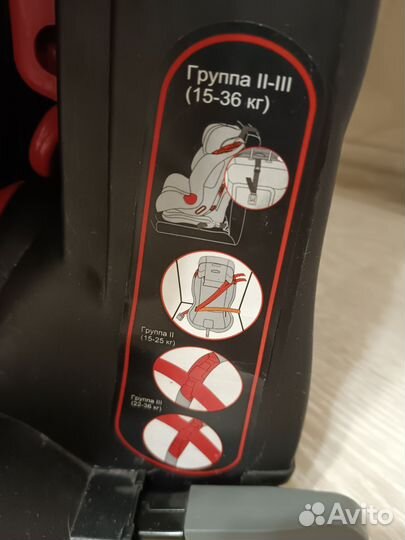 Группа II-III
(15-36 кг)
Группа II
(15-25 кг)
Группа III
(22-36 кг)
Avito